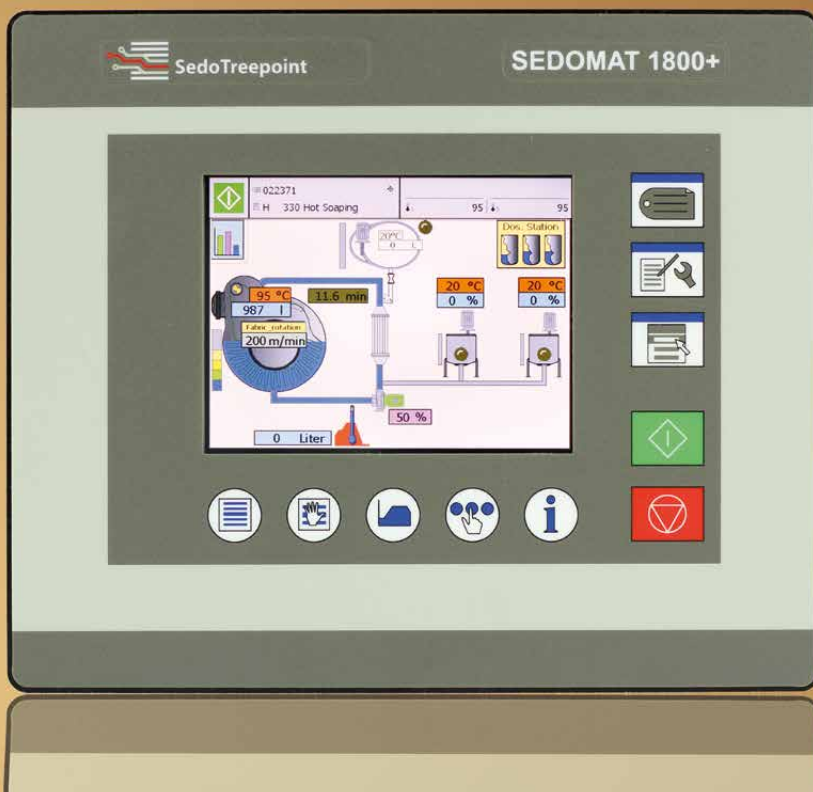 SedoTreepoint
SEDOMAT 1800+
022371
H 330 Hot Soaping
95 95
20°C
0
Dos. Station
95 °C
11.6 min
20 °C
20 °C
987 l
0 %
0 %
Fabric_rotation
200 m/min
50 %
0 Liter
i